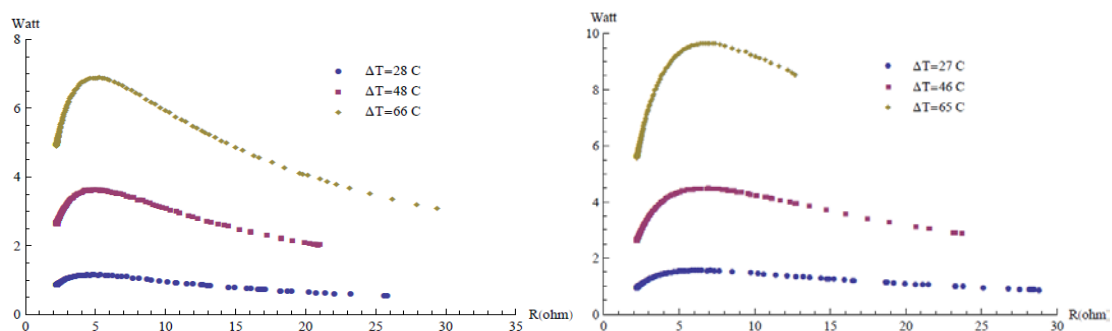 Watt
8
6
4
2
0
0 5 10 15 20 25 30 35 R(ohm)
ΔT=28 C
ΔT=48 C
ΔT=66 C
Watt
10
8
6
4
2
0
0 5 10 15 20 25 30 R(ohm)
ΔT=27 C
ΔT=46 C
ΔT=65 C